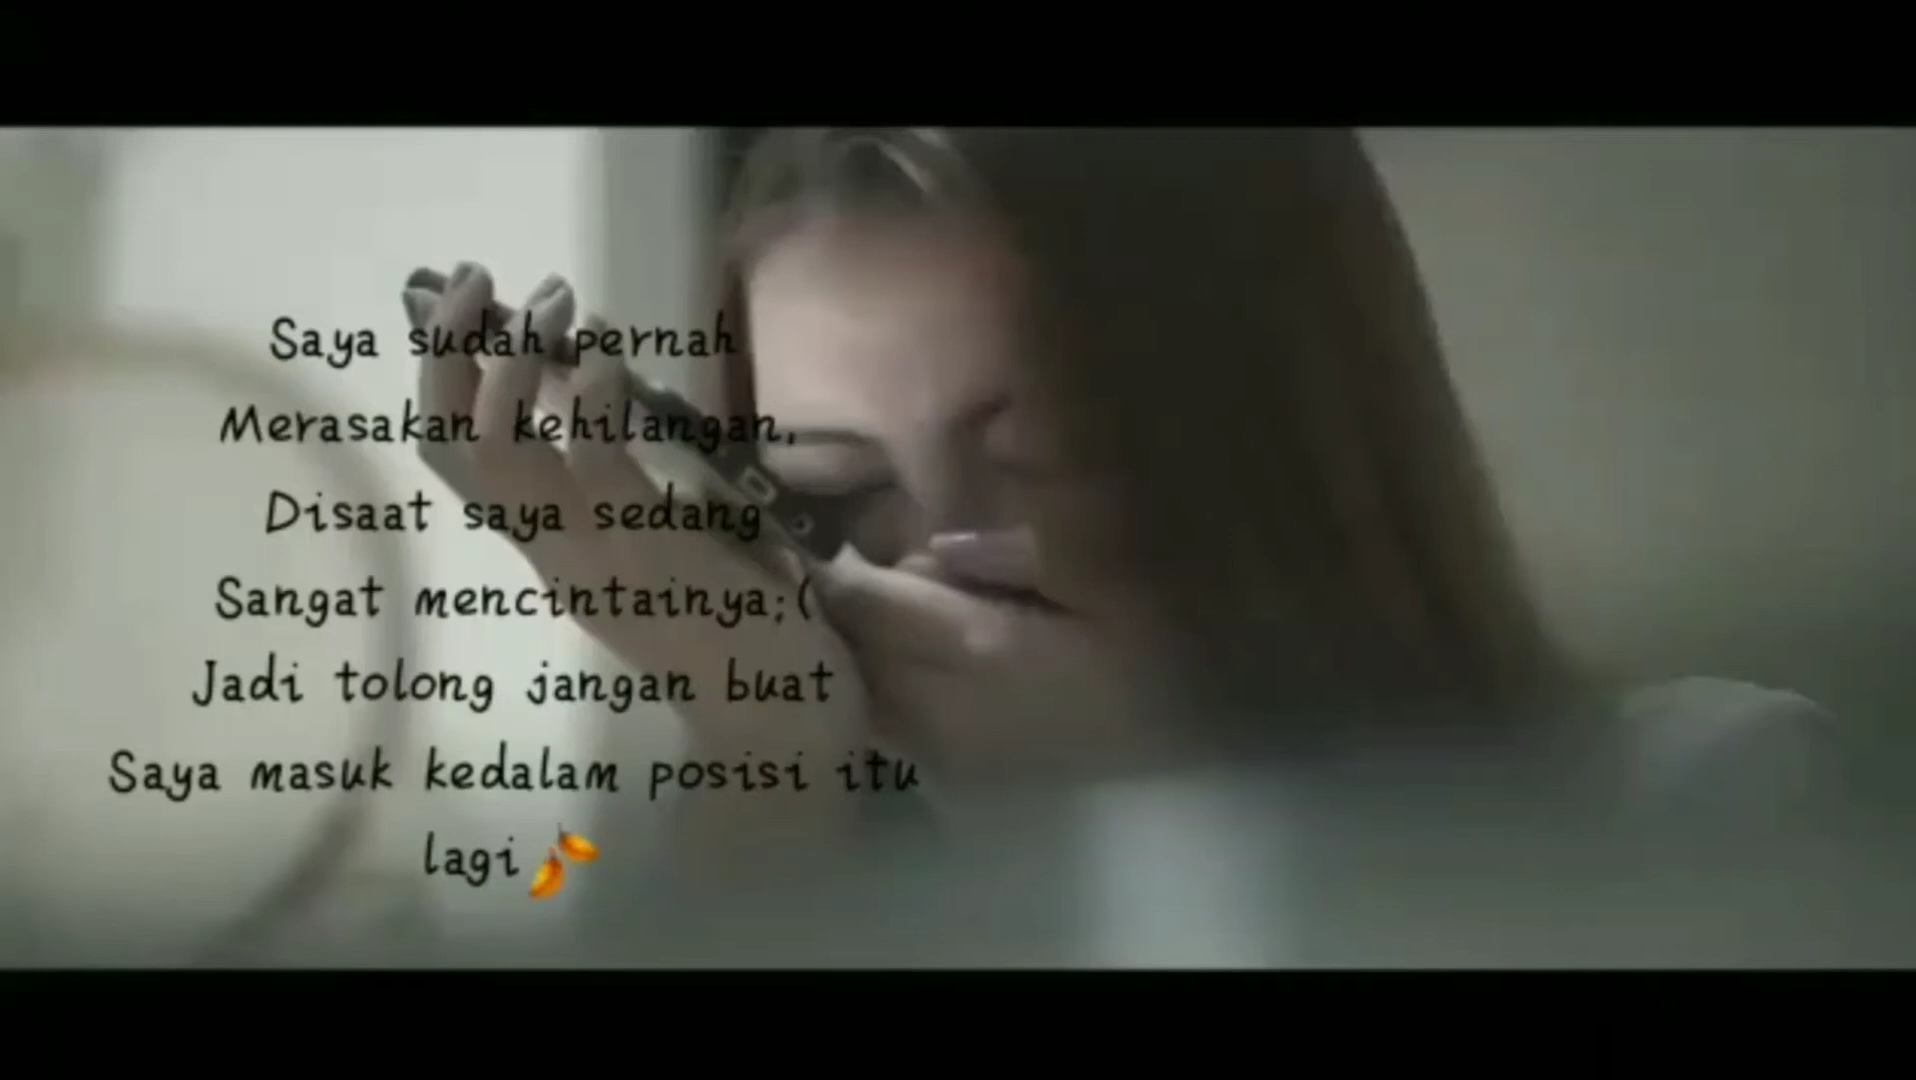 Saya sudah pernah
Merasakan kehilangan,
Disaat saya sedang
Sangat mencintainya;(
Jadi tolong jangan buat
Saya masuk kedalam posisi itu
lagi🍂